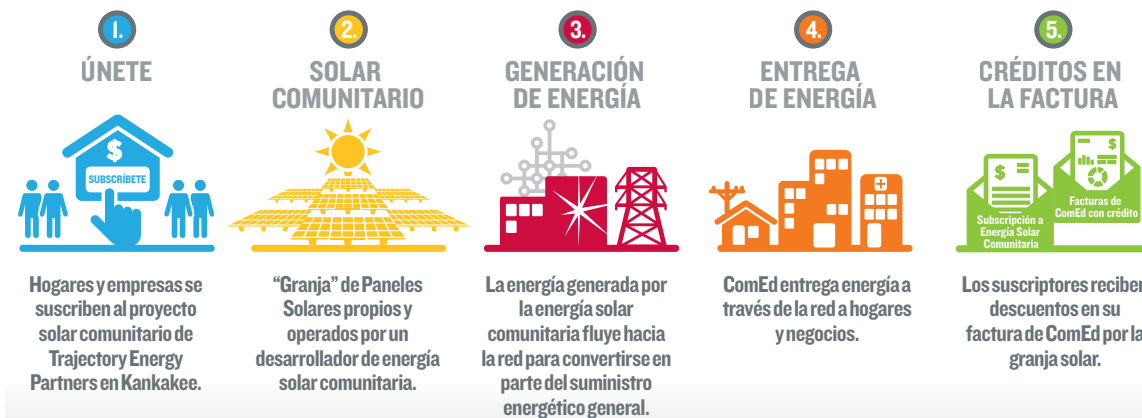 1.
ÚNETE
$
SUBSCRÍBETE
Hogares y empresas se
suscriben al proyecto
solar comunitario de
Trajectory Energy
Partners en Kankakee.
2.
SOLAR
COMUNITARIO
“Granja” de Paneles
Solares propios y
operados por un
desarrollador de energía
solar comunitaria.
3.
GENERACIÓN
DE ENERGÍA
La energía generada por
la energía solar
comunitaria fluye hacia
la red para convertirse en
parte del suministro
energético general.
4.
ENTREGA
DE ENERGÍA
ComEd entrega energía a
través de la red a hogares
y negocios.
5.
CRÉDITOS EN
LA FACTURA
$
Subscripción a
Energía Solar
Comunitaria
$
Facturas de
ComEd con crédito
Los suscriptores reciben
descuentos en su
factura de ComEd por la
granja solar.